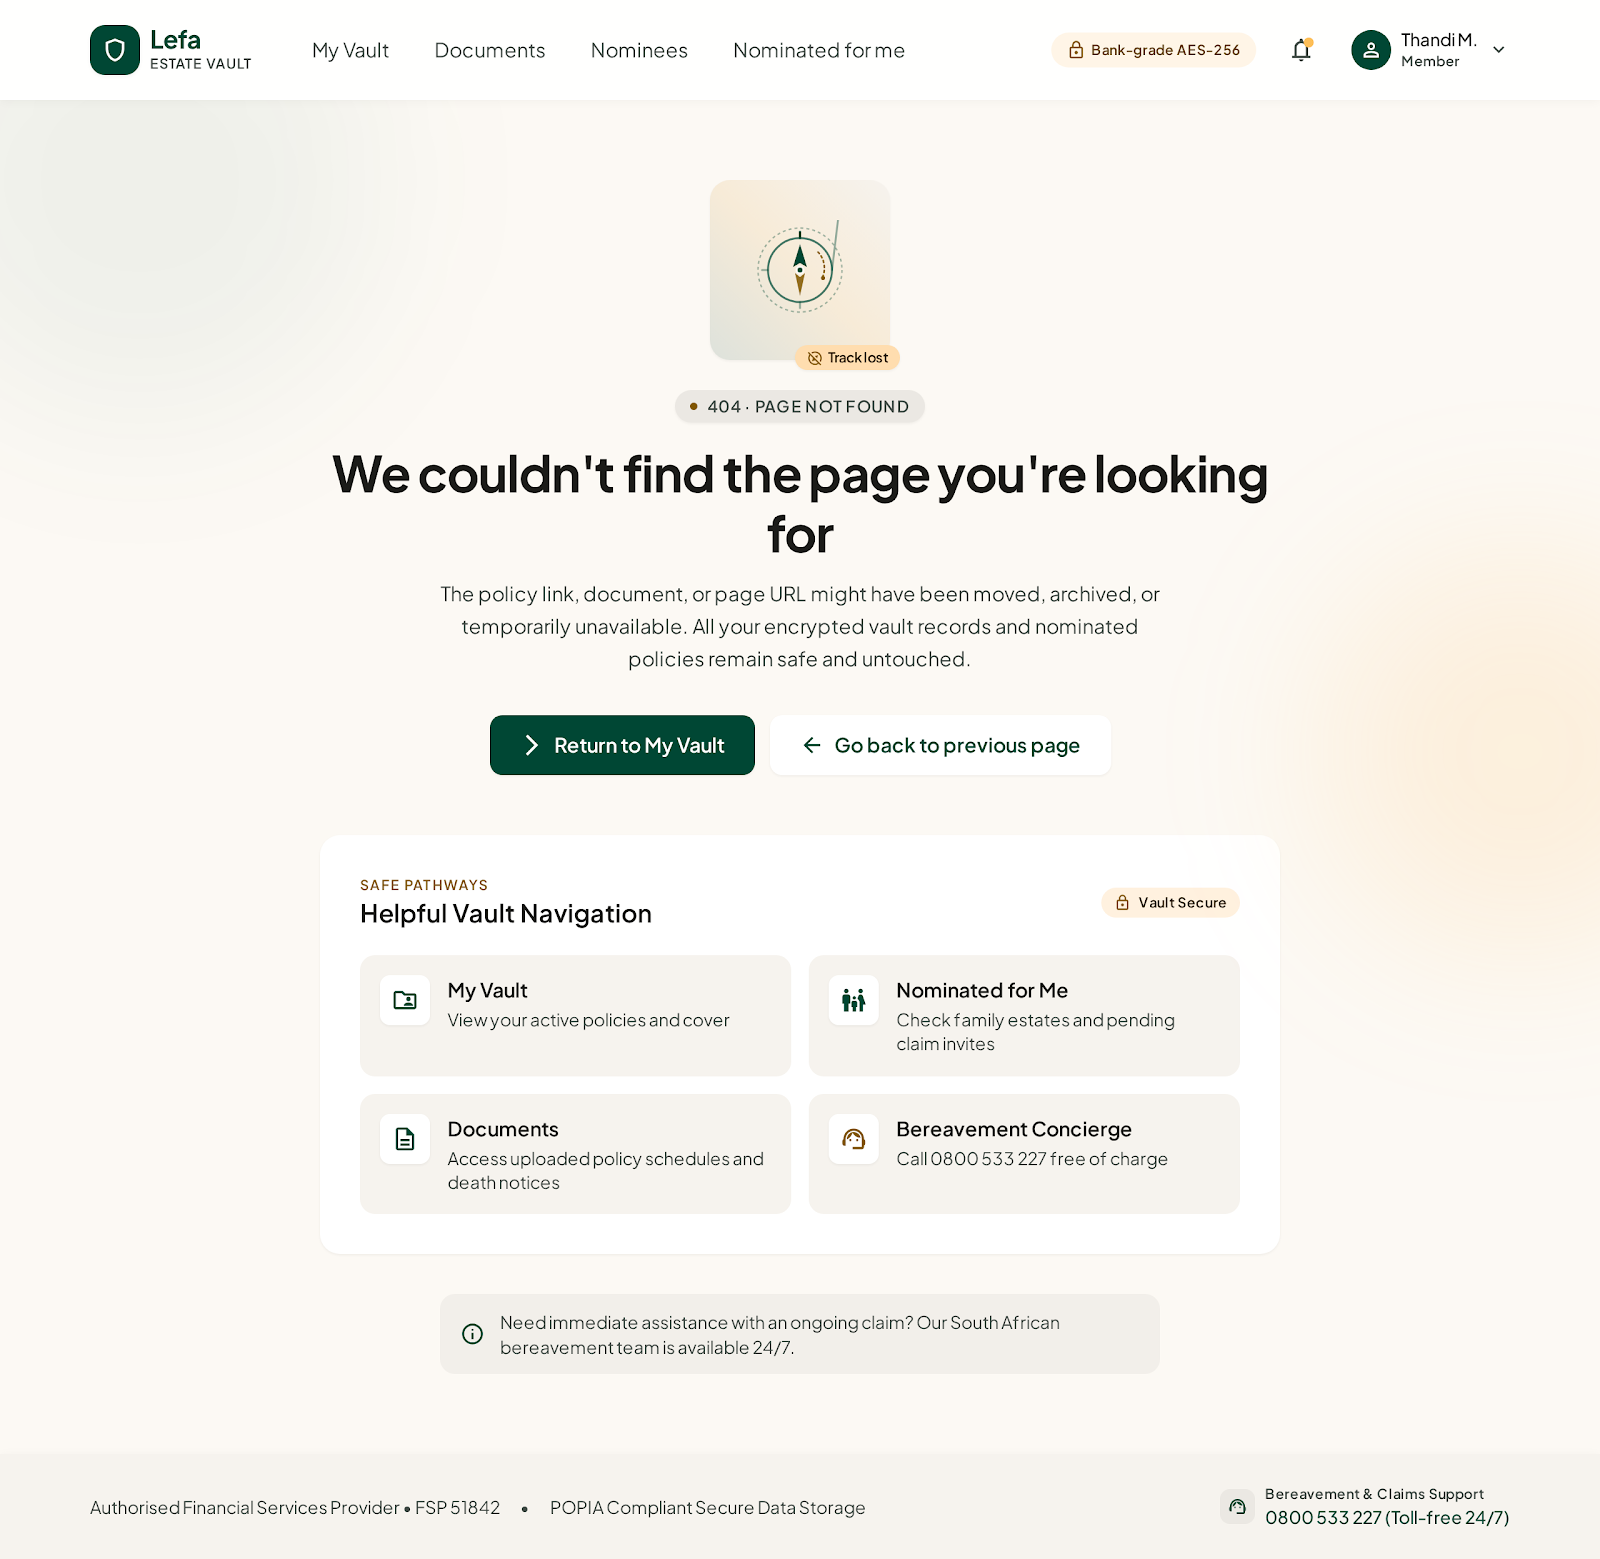 Lefa
ESTATE VAULT
My Vault
Documents
Nominees
Nominated for me
Bank-grade AES-256
Thandi M.
Member
Track lost
404 · PAGE NOT FOUND
We couldn't find the page you're looking
for
The policy link, document, or page URL might have been moved, archived, or
temporarily unavailable. All your encrypted vault records and nominated
policies remain safe and untouched.
Return to My Vault
Go back to previous page
SAFE PATHWAYS
Helpful Vault Navigation
Vault Secure
My Vault
View your active policies and cover
Nominated for Me
Check family estates and pending
claim invites
Documents
Access uploaded policy schedules and
death notices
Bereavement Concierge
Call 0800 533 227 free of charge
Need immediate assistance with an ongoing claim? Our South African
bereavement team is available 24/7.
Authorised Financial Services Provider • FSP 51842 • POPIA Compliant Secure Data Storage
Bereavement & Claims Support
0800 533 227 (Toll-free 24/7)